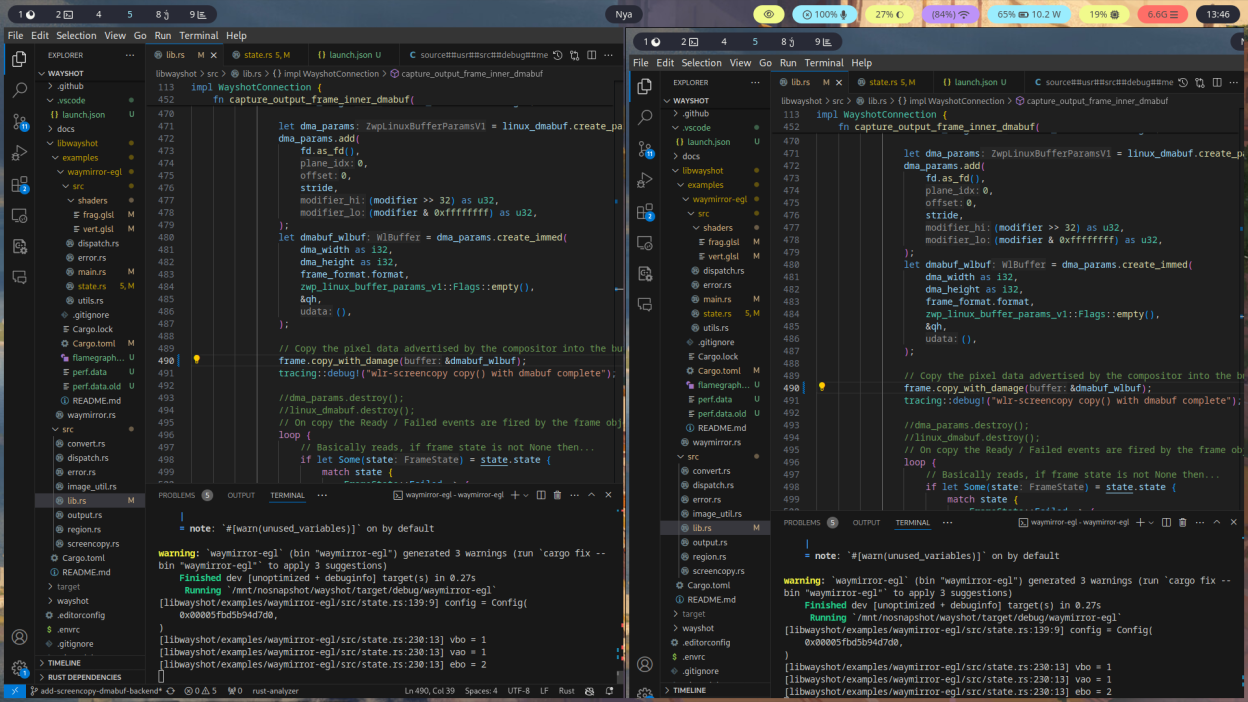 1 2 4 5 8 9
Nya
100% 27% (84%) 65% 10.2 W 19% 6.6G 13:46
File Edit Selection View Go Run Terminal Help
EXPLORER
WAYSHOT
.github
.vscode
launch.json U
docs
libwayshot
examples
waymirror-egl
src
shaders
frag.glsl M
vert.glsl M
dispatch.rs
error.rs
main.rs M
state.rs 5, M
utils.rs
.gitignore
Cargo.lock
Cargo.toml M
flamegraph... U
perf.data U
perf.data.old U
README.md
waymirror.rs
src
convert.rs
dispatch.rs
error.rs
image_util.rs
lib.rs M
output.rs
region.rs
screencopy.rs
Cargo.toml
README.md
target
wayshot
.editorconfig
.envrc
.gitignore
TIMELINE
RUST DEPENDENCIES
11
2
1
lib.rs M state.rs 5, M launch.json U source##usr##src##debug##me
libwayshot > src > lib.rs > {} impl WayshotConnection > capture_output_frame_inner_dmabuf
113 impl WayshotConnection {
452 fn capture_output_frame_inner_dmabuf(
470
471 let dma_params: ZwpLinuxBufferParamsV1 = linux_dmabuf.create_pa
472 dma_params.add(
473 fd.as_fd(),
474 plane_idx: 0,
475 offset: 0,
476 stride,
477 modifier_hi: (modifier >> 32) as u32,
478 modifier_lo: (modifier & 0xffffffff) as u32,
479 );
480 let dmabuf_wlbuf: WlBuffer = dma_params.create_immed(
481 dma_width as i32,
482 dma_height as i32,
483 frame_format.format,
484 zwp_linux_buffer_params_v1::Flags::empty(),
485 &qh,
486 udata: (),
487 );
488
489 // Copy the pixel data advertised by the compositor into the bu
490 frame.copy_with_damage(buffer: &dmabuf_wlbuf);
491 tracing::debug!("wlr-screencopy copy() with dmabuf complete");
492
493 //dma_params.destroy();
494 //linux_dmabuf.destroy();
495 // On copy the Ready / Failed events are fired by the frame obj
496 loop {
497 // Basically reads, if frame state is not None then...
498 if let Some(state: FrameState) = state.state {
499 match state {
PROBLEMS 5 OUTPUT TERMINAL ··· waymirror-egl - waymirror-egl
|
= note: `#[warn(unused_variables)]` on by default
warning: `waymirror-egl` (bin "waymirror-egl") generated 3 warnings (run `cargo fix --
bin "waymirror-egl"` to apply 3 suggestions)
Finished dev [unoptimized + debuginfo] target(s) in 0.27s
Running `/mnt/nosnapshot/wayshot/target/debug/waymirror-egl`
[libwayshot/examples/waymirror-egl/src/state.rs:139:9] config = Config(
0x00005fbd5b94d7d0,
)
[libwayshot/examples/waymirror-egl/src/state.rs:230:13] vbo = 1
[libwayshot/examples/waymirror-egl/src/state.rs:230:13] vao = 1
[libwayshot/examples/waymirror-egl/src/state.rs:230:13] ebo = 2
add-screencopy-dmabuf-backend* 0 5 0 rust-analyzer Ln 490, Col 39 Spaces: 4 UTF-8 LF Rust
1 2 4 5 8 9
File Edit Selection View Go Run Terminal Help
EXPLORER
WAYSHOT
.github
.vscode
launch.json U
docs
libwayshot
examples
waymirror-egl
src
shaders
frag.glsl M
vert.glsl M
dispatch.rs
error.rs
main.rs M
state.rs 5, M
utils.rs
.gitignore
Cargo.lock
Cargo.toml M
flamegraph... U
perf.data U
perf.data.old U
README.md
waymirror.rs
src
convert.rs
dispatch.rs
error.rs
image_util.rs
lib.rs M
output.rs
region.rs
screencopy.rs
Cargo.toml
README.md
target
wayshot
.editorconfig
.envrc
.gitignore
TIMELINE
11
2
lib.rs M state.rs 5, M launch.json U source##usr##src##debug##me
libwayshot > src > lib.rs > {} impl WayshotConnection > capture_output_frame_inner_dmabuf
113 impl WayshotConnection {
452 fn capture_output_frame_inner_dmabuf(
470
471 let dma_params: ZwpLinuxBufferParamsV1 = linux_dmabuf.create_p
472 dma_params.add(
473 fd.as_fd(),
474 plane_idx: 0,
475 offset: 0,
476 stride,
477 modifier_hi: (modifier >> 32) as u32,
478 modifier_lo: (modifier & 0xffffffff) as u32,
479 );
480 let dmabuf_wlbuf: WlBuffer = dma_params.create_immed(
481 dma_width as i32,
482 dma_height as i32,
483 frame_format.format,
484 zwp_linux_buffer_params_v1::Flags::empty(),
485 &qh,
486 udata: (),
487 );
488
489 // Copy the pixel data advertised by the compositor into the b
490 frame.copy_with_damage(buffer: &dmabuf_wlbuf);
491 tracing::debug!("wlr-screencopy copy() with dmabuf complete");
492
493 //dma_params.destroy();
494 //linux_dmabuf.destroy();
495 // On copy the Ready / Failed events are fired by the frame ob
496 loop {
497 // Basically reads, if frame state is not None then...
498 if let Some(state: FrameState) = state.state {
499 match state {
PROBLEMS 5 OUTPUT TERMINAL ··· waymirror-egl - waymirror-egl
|
= note: `#[warn(unused_variables)]` on by default
warning: `waymirror-egl` (bin "waymirror-egl") generated 3 warnings (run `cargo fix --
bin "waymirror-egl"` to apply 3 suggestions)
Finished dev [unoptimized + debuginfo] target(s) in 0.27s
Running `/mnt/nosnapshot/wayshot/target/debug/waymirror-egl`
[libwayshot/examples/waymirror-egl/src/state.rs:139:9] config = Config(
0x00005fbd5b94d7d0,
)
[libwayshot/examples/waymirror-egl/src/state.rs:230:13] vbo = 1
[libwayshot/examples/waymirror-egl/src/state.rs:230:13] vao = 1
[libwayshot/examples/waymirror-egl/src/state.rs:230:13] ebo = 2